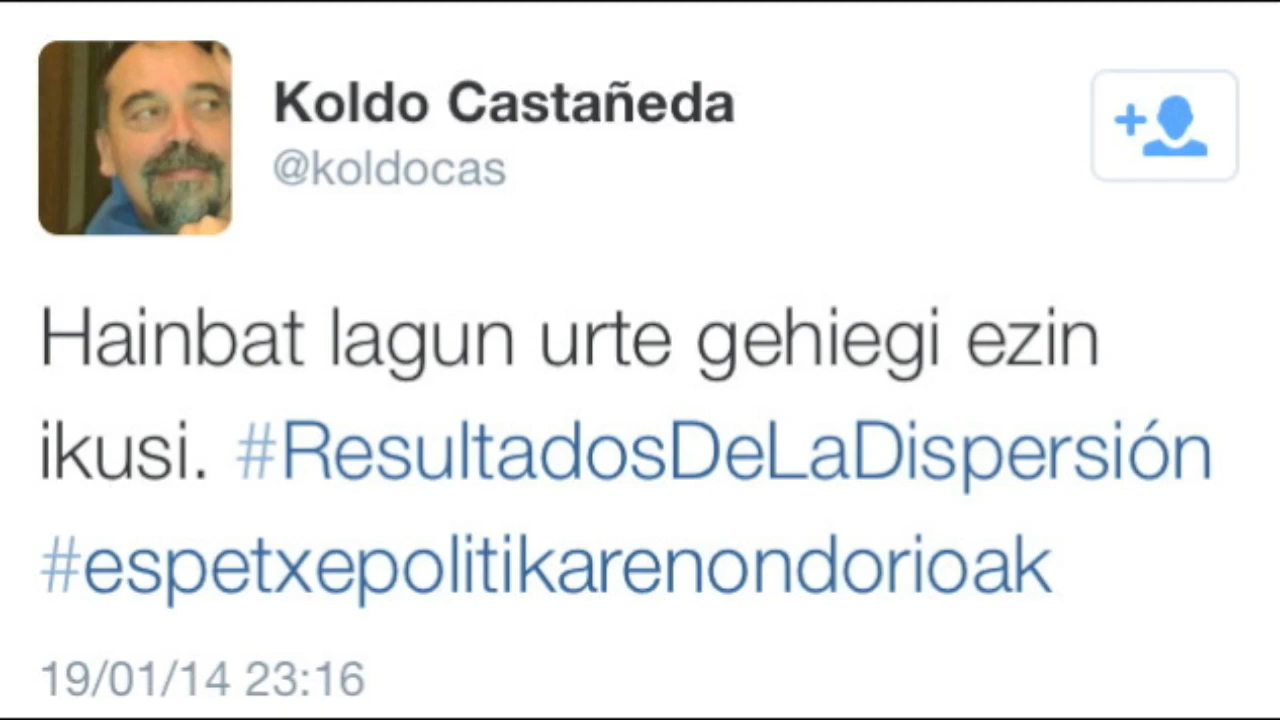 Koldo Castañeda
@koldocas
Hainbat lagun urte gehiegi ezin
ikusi. #ResultadosDeLaDispersión
#espetxepolitikarenondorioak
19/01/14 23:16